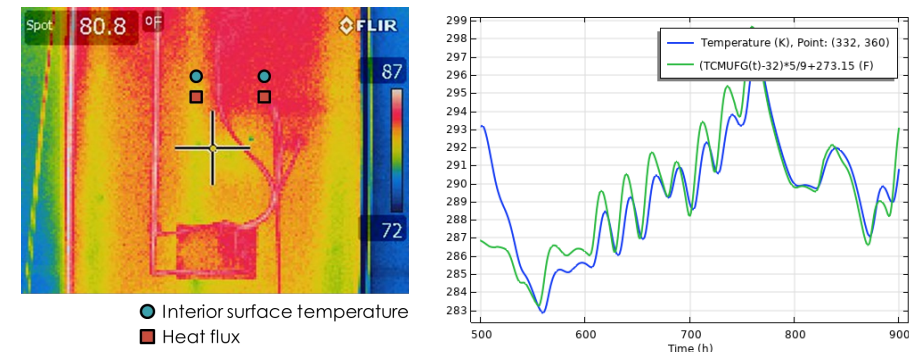 Spot 80.8 °F
FLIR
87
72
Interior surface temperature
Heat flux
299
298
297
296
295
294
293
292
291
290
289
288
287
286
285
284
283
Temperature (K), Point: (332, 360)
(TCMUFG(t)-32)*5/9+273.15 (F)
500 600 700 800 900
Time (h)